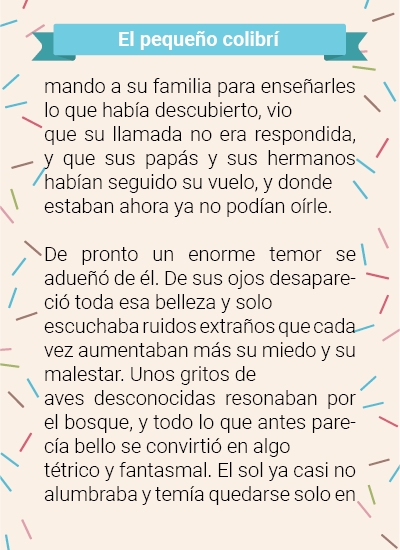 El pequeño colibrí
mando a su familia para enseñarles
lo que había descubierto, vio
que su llamada no era respondida,
y que sus papás y sus hermanos
habían seguido su vuelo, y donde
estaban ahora ya no podían oírle.
De pronto un enorme temor se
adueñó de él. De sus ojos desapare-
ció toda esa belleza y solo
escuchaba ruidos extraños que cada
vez aumentaban más su miedo y su
malestar. Unos gritos de
aves desconocidas resonaban por
el bosque, y todo lo que antes pare-
cía bello se convirtió en algo
tétrico y fantasmal. El sol ya casi no
alumbraba y temía quedarse solo en